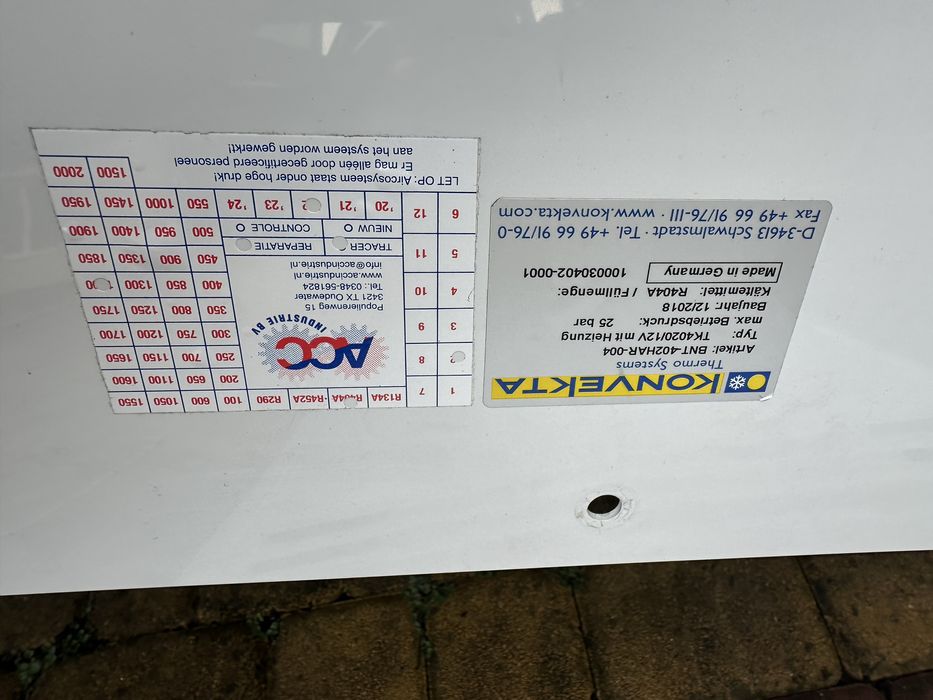 KONVEKTA
Thermo Systems
Artikel: ENT-402HAR-004
Typ: TK4020/12V mit Heizung
max. Betriebsdruck: 25 bar
Baujahr: 12/2018
Kältemittel: R404A / Füllmenge:
Made in Germany 100030402-0001
D-34613 Schwalmstadt · Tel. +49 66 91/76-0
Fax +49 66 91/76-111 · www.konvekta.com
1 7 R134A R404A R452A R290 100 600 1050 1550
2 8 200 650 1100 1600
3 9 250 700 1150 1650
4 10 300 750 1200 1700
5 11 350 800 1250 1750
6 12 400 850 1300
450 900 1350 1850
500 950 1400 1900
'20 '21 '23 '24 550 1000 1450 1950
1500 2000
ACC
INDUSTRIE BV
Populierenweg 15
3421 TX Oudewater
Tel.: 0348-561824
www.accindustrie.nl
info@accindustrie.nl
TRACER REPARATIE
NIEUW CONTROLE
LET OP: Aircosysteem staat onder hoge druk!
Er mag alléén door gecertificeerd personeel
aan het systeem worden gewerkt!